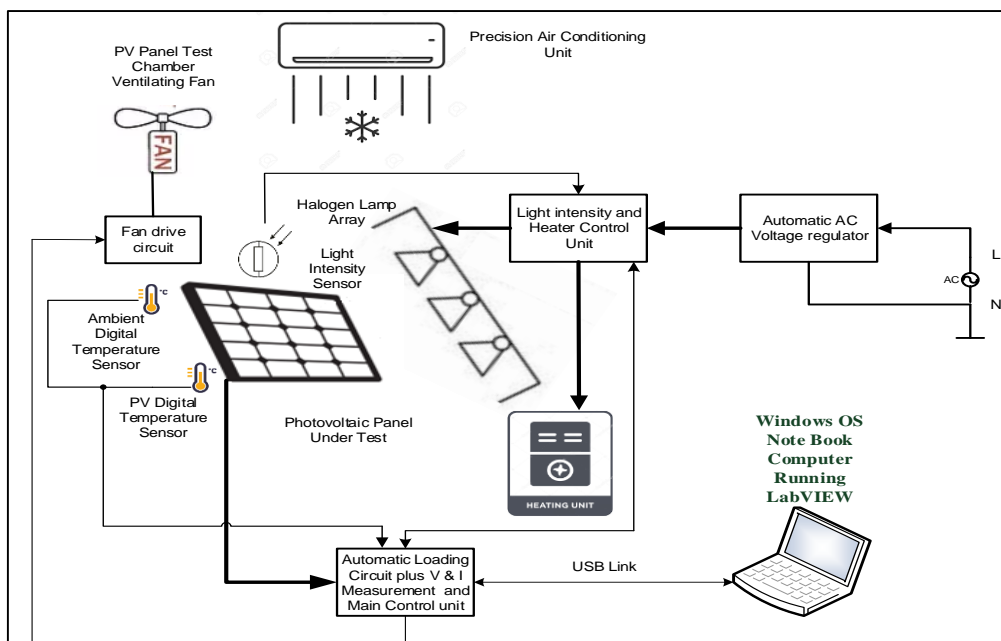 PV Panel Test
Chamber
Ventilating Fan
Precision Air Conditioning
Unit
FAN
Fan drive
circuit
Halogen Lamp
Array
Light
Intensity
Sensor
Light intensity and
Heater Control
Unit
Automatic AC
Voltage regulator
L
AC
N
°C
Ambient
Digital
Temperature
Sensor
°C
PV Digital
Temperature
Sensor
Photovoltaic Panel
Under Test
HEATING UNIT
Windows OS
Note Book
Computer
Running
LabVIEW
Automatic Loading
Circuit plus V & I
Measurement and
Main Control unit
USB Link